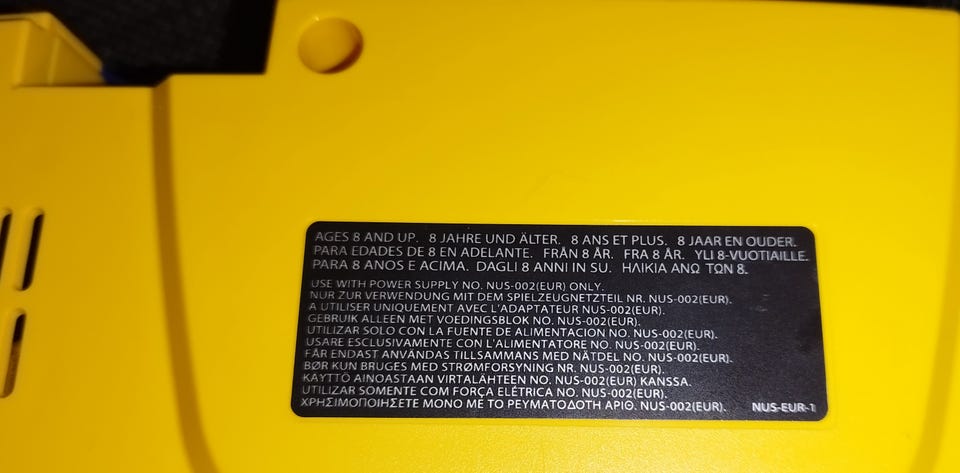 AGES 8 AND UP. 8 JAHRE UND ÄLTER. 8 ANS ET PLUS. 8 JAAR EN OUDER.
PARA EDADES DE 8 EN ADELANTE. FRÅN 8 ÅR. FRA 8 ÅR. YLI 8-VUOTIAILLE.
PARA 8 ANOS E ACIMA. DAGLI 8 ANNI IN SU. ΗΛΙΚΙΑ ΑΝΩ ΤΩΝ 8.
USE WITH POWER SUPPLY NO. NUS-002(EUR) ONLY.
NUR ZUR VERWENDUNG MIT DEM SPIELZEUGNETZTEIL NR. NUS-002(EUR).
A UTILISER UNIQUEMENT AVEC L'ADAPTATEUR NUS-002(EUR).
GEBRUIK ALLEEN MET VOEDINGSBLOK NO. NUS-002(EUR).
UTILIZAR SOLO CON LA FUENTE DE ALIMENTACION NO. NUS-002(EUR).
USARE ESCLUSIVAMENTE CON L'ALIMENTATORE NO. NUS-002(EUR).
FÅR ENDAST ANVÄNDAS TILLSAMMANS MED NÄTDEL NO. NUS-002(EUR).
BØR KUN BRUGES MED STRØMFORSYNING NR. NUS-002(EUR).
KÄYTTÖ AINOASTAAN VIRTALÄHTEEN NO. NUS-002(EUR) KANSSA.
UTILIZAR SOMENTE COM FORÇA ELÉTRICA NO. NUS-002(EUR).
ΧΡΗΣΙΜΟΠΟΙΗΣΕΤΕ ΜΟΝΟ ΜΕ ΤΟ ΡΕΥΜΑΤΟΔΟΤΗ ΑΡΙΘ. NUS-002(EUR). NUS-EUR-1